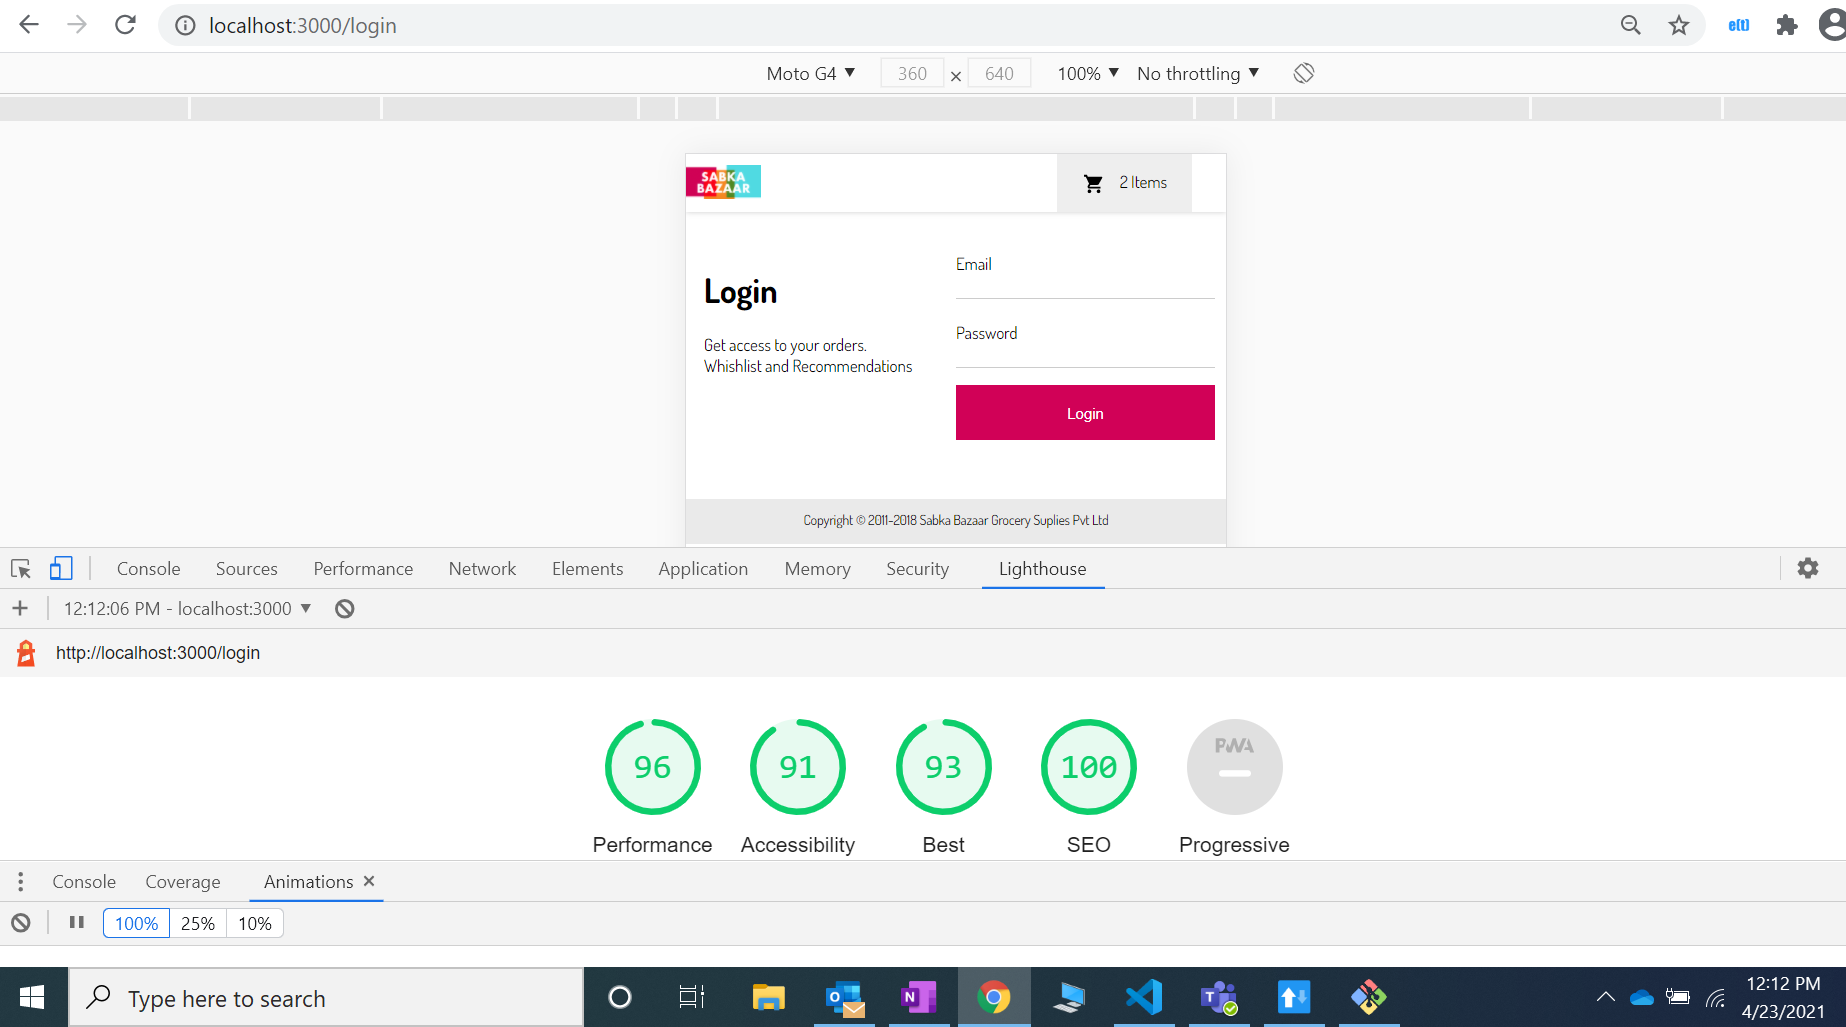 localhost:3000/login
e(t)
Moto G4 ▼ 360 × 640 100% ▼ No throttling ▼
SABKA
BAZAAR
2 Items
Email
Login
Password
Get access to your orders.
Whishlist and Recommendations
Login
Copyright © 2011-2018 Sabka Bazaar Grocery Suplies Pvt Ltd
Console Sources Performance Network Elements Application Memory Security Lighthouse
12:12:06 PM - localhost:3000 ▼
http://localhost:3000/login
96 91 93 100 PWA
Performance Accessibility Best SEO Progressive
Console Coverage Animations ×
100% 25% 10%
Type here to search
12:12 PM
4/23/2021